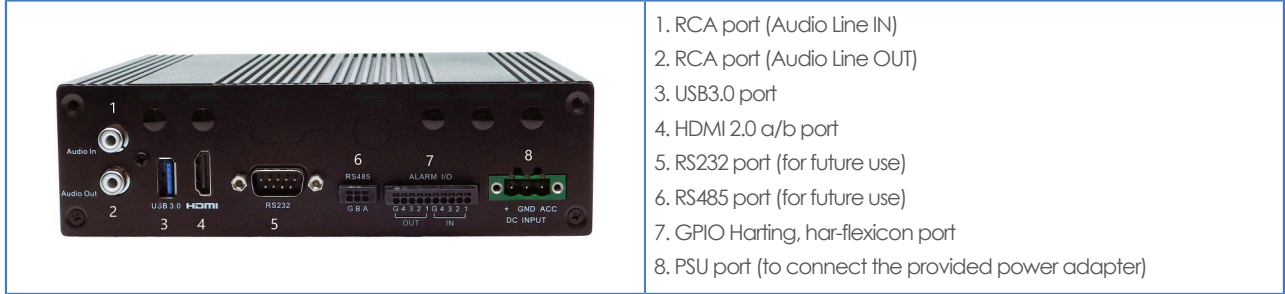 1
Audio In
Audio Out
2
USB 3.0
3
HDMI
4
RS232
5
6
RS485
G B A
7
ALARM I/O
G 4 3 2 1 G 4 3 2 1
OUT IN
8
+ GND ACC
DC INPUT
1. RCA port (Audio Line IN)
2. RCA port (Audio Line OUT)
3. USB3.0 port
4. HDMI 2.0 a/b port
5. RS232 port (for future use)
6. RS485 port (for future use)
7. GPIO Harting, har-flexicon port
8. PSU port (to connect the provided power adapter)